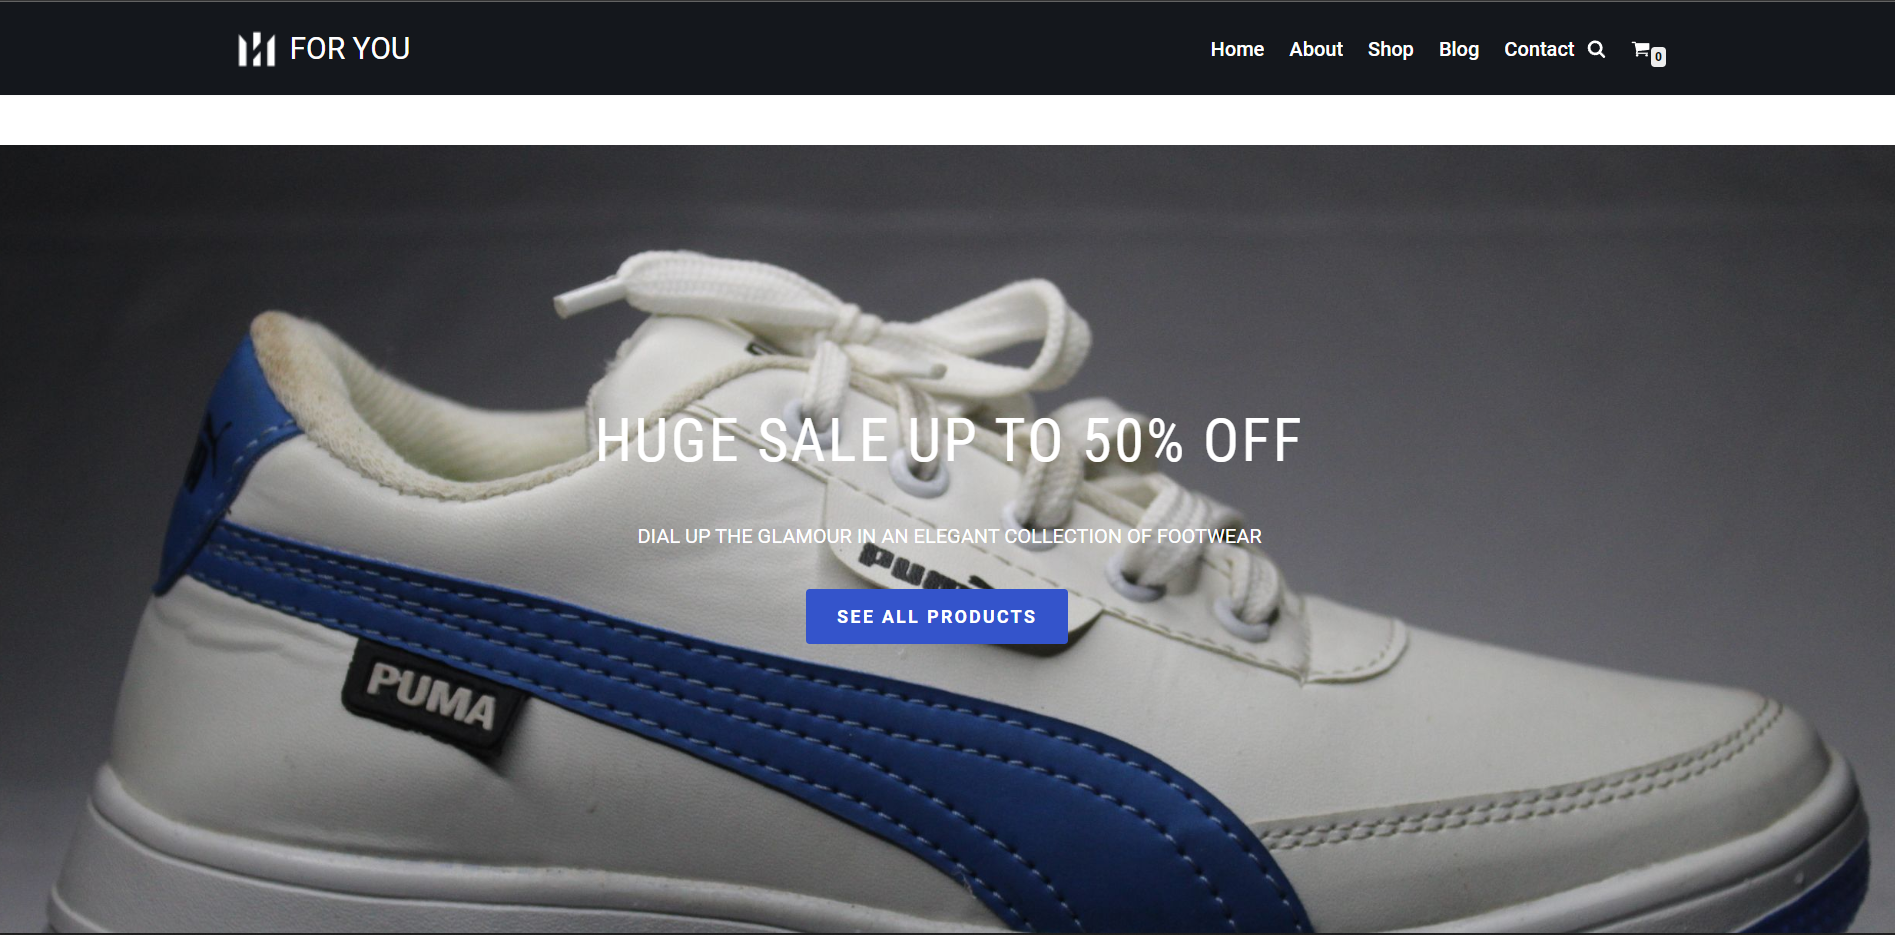 FOR YOU
Home About Shop Blog Contact
0
HUGE SALE UP TO 50% OFF
DIAL UP THE GLAMOUR IN AN ELEGANT COLLECTION OF FOOTWEAR
SEE ALL PRODUCTS
PUMA